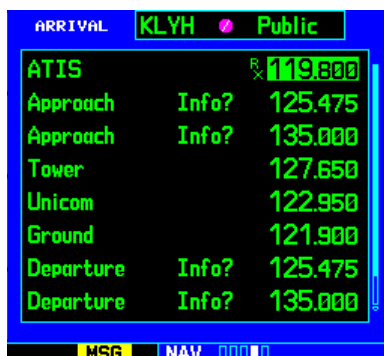 ARRIVAL KLYH Public
ATIS Rx 119.800
Approach Info? 125.475
Approach Info? 135.000
Tower 127.650
Unicom 122.950
Ground 121.900
Departure Info? 125.475
Departure Info? 135.000
MSG NAV